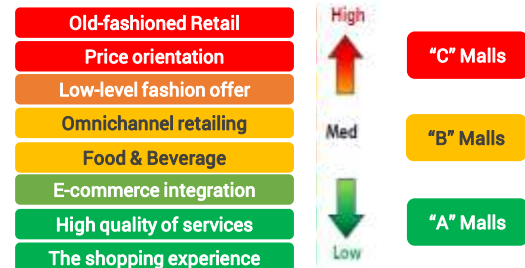 Old-fashioned Retail
Price orientation
Low-level fashion offer
Omnichannel retailing
Food & Beverage
E-commerce integration
High quality of services
The shopping experience
High
Med
Low
“C” Malls
“B” Malls
“A” Malls